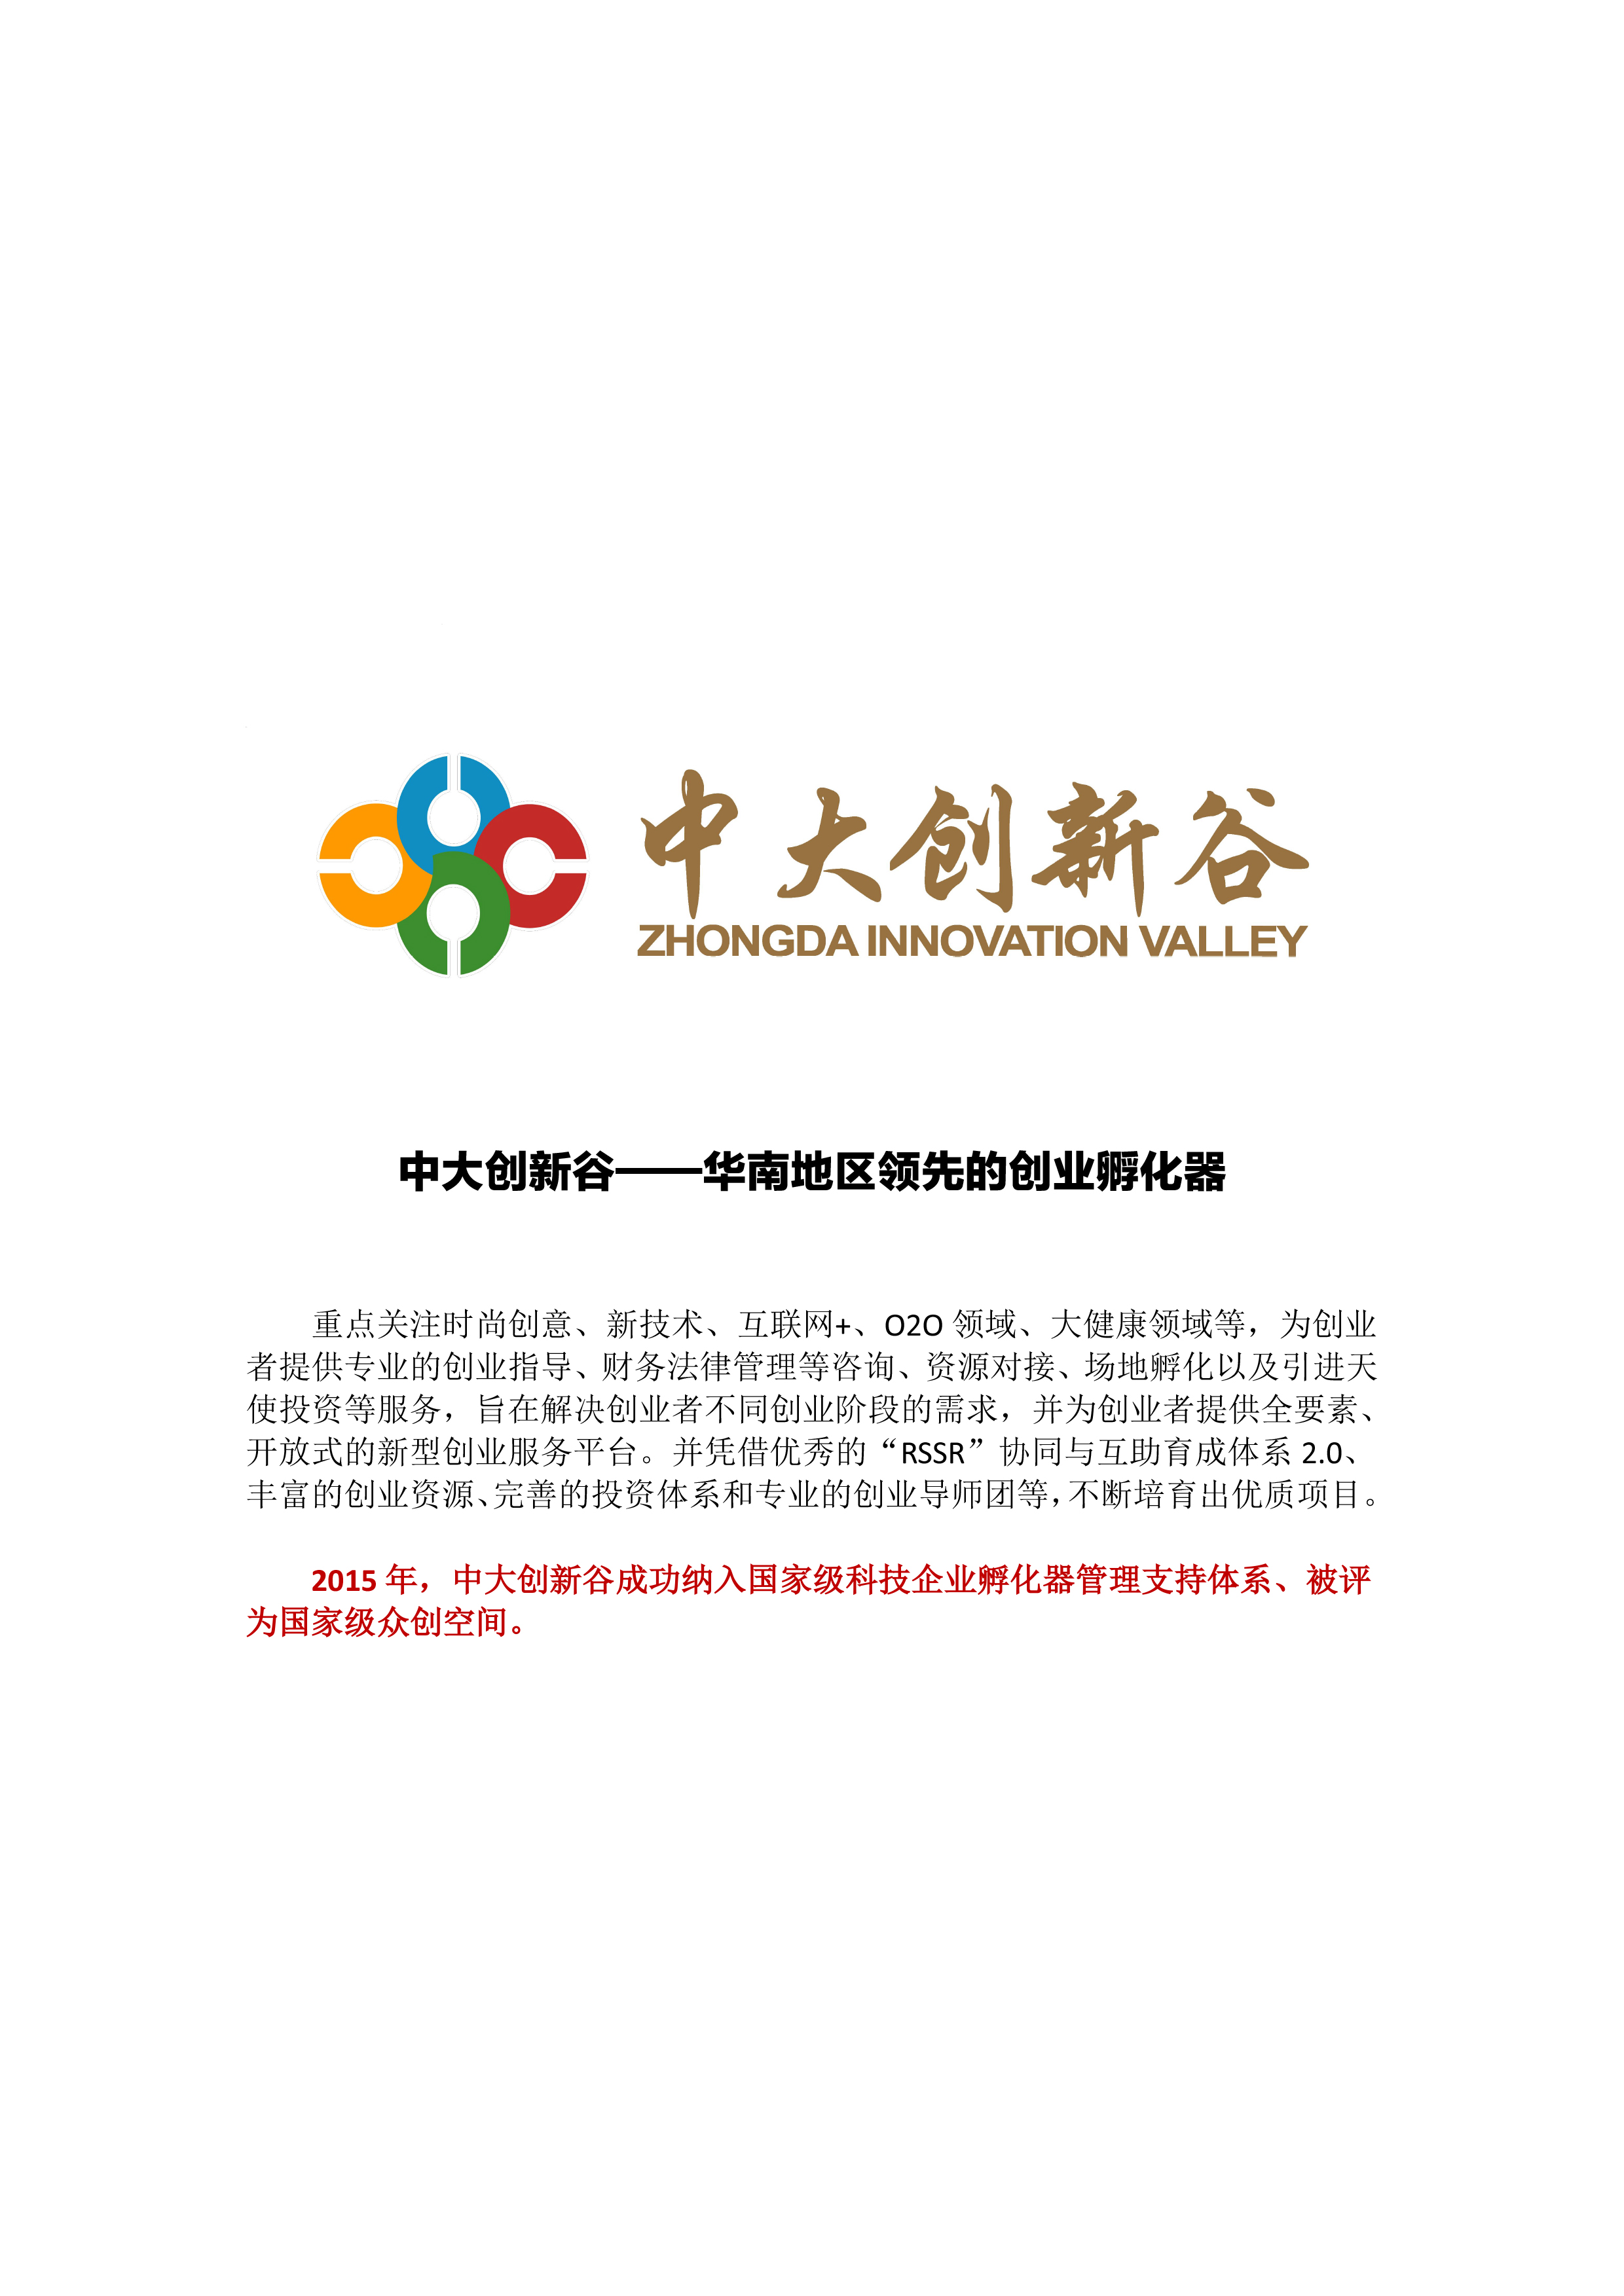 中大创新谷
ZHONGDA INNOVATION VALLEY
中大创新谷——华南地区领先的创业孵化器
重点关注时尚创意、新技术、互联网+、O2O 领域、大健康领域等，为创业
者提供专业的创业指导、财务法律管理等咨询、资源对接、场地孵化以及引进天
使投资等服务，旨在解决创业者不同创业阶段的需求，并为创业者提供全要素、
开放式的新型创业服务平台。并凭借优秀的“RSSR”协同与互助育成体系 2.0、
丰富的创业资源、完善的投资体系和专业的创业导师团等，不断培育出优质项目。
2015 年，中大创新谷成功纳入国家级科技企业孵化器管理支持体系、被评
为国家级众创空间。